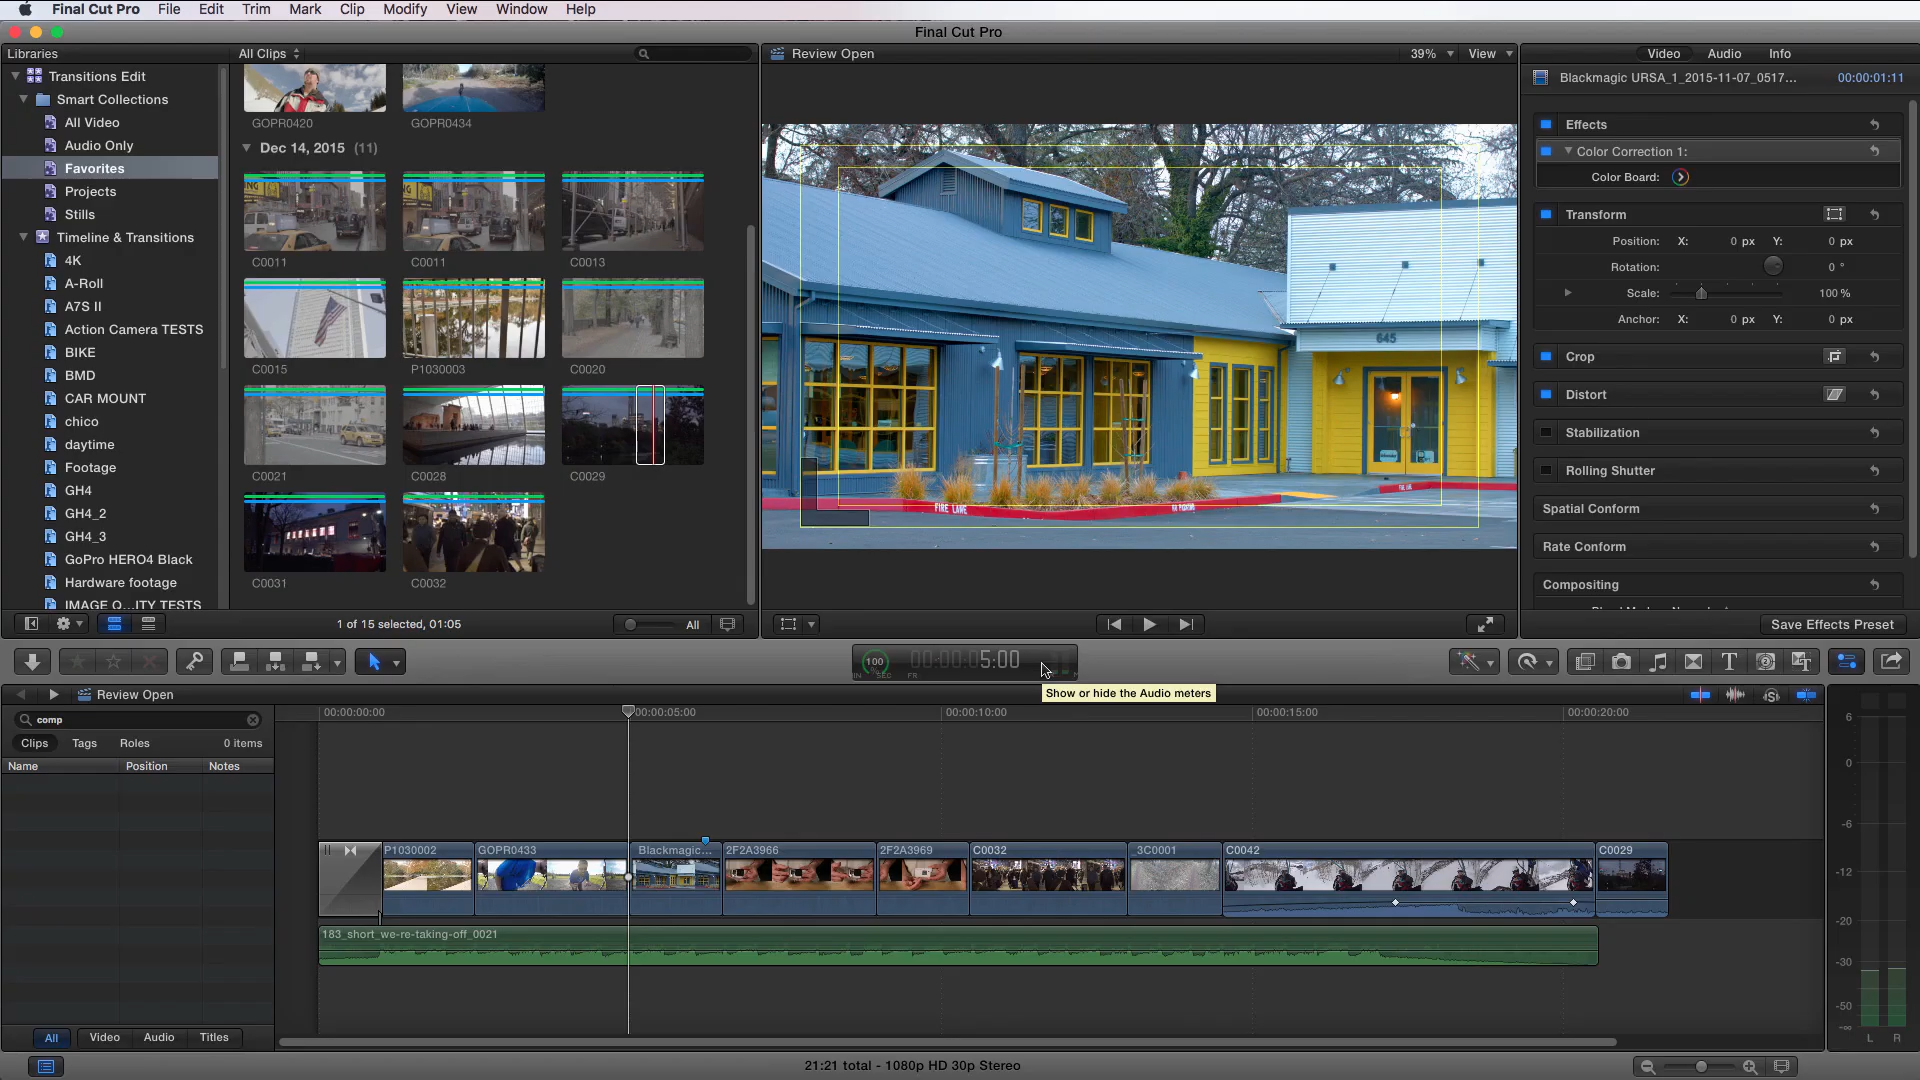 Final Cut Pro File Edit Trim Mark Clip Modify View Window Help
Final Cut Pro
Libraries
All Clips
Review Open
39% View
Video Audio Info
Transitions Edit
Smart Collections
All Video
Audio Only
Favorites
Projects
Stills
Timeline & Transitions
4K
A-Roll
A7S II
Action Camera TESTS
BIKE
BMD
CAR MOUNT
chico
daytime
Footage
GH4
GH4_2
GH4_3
GoPro HERO4 Black
Hardware footage
IMAGE Q...ITY TESTS
GOPR0420 GOPR0434
Dec 14, 2015 (11)
C0011 C0011 C0013
C0015 P1030003 C0020
C0021 C0028 C0029
C0031 C0032
1 of 15 selected, 01:05
All
645
FIRE LANE
Blackmagic URSA_1_2015-11-07_0517... 00:00:01:11
Effects
Color Correction 1:
Color Board:
Transform
Position: X: 0 px Y: 0 px
Rotation: 0 °
Scale: 100 %
Anchor: X: 0 px Y: 0 px
Crop
Distort
Stabilization
Rolling Shutter
Spatial Conform
Rate Conform
Compositing
Save Effects Preset
100 00:00:05:00
Show or hide the Audio meters
Review Open
comp
Clips Tags Roles 0 items
Name Position Notes
00:00:00:00 00:00:05:00 00:00:10:00 00:00:15:00 00:00:20:00
P1030002 GOPR0433 Blackmagic... 2F2A3966 2F2A3969 C0032 _3C0001 C0042 C0029
183_short_we-re-taking-off_0021
6
0
-6
-12
-20
-30
-50
-∞
L R
All Video Audio Titles
21:21 total - 1080p HD 30p Stereo